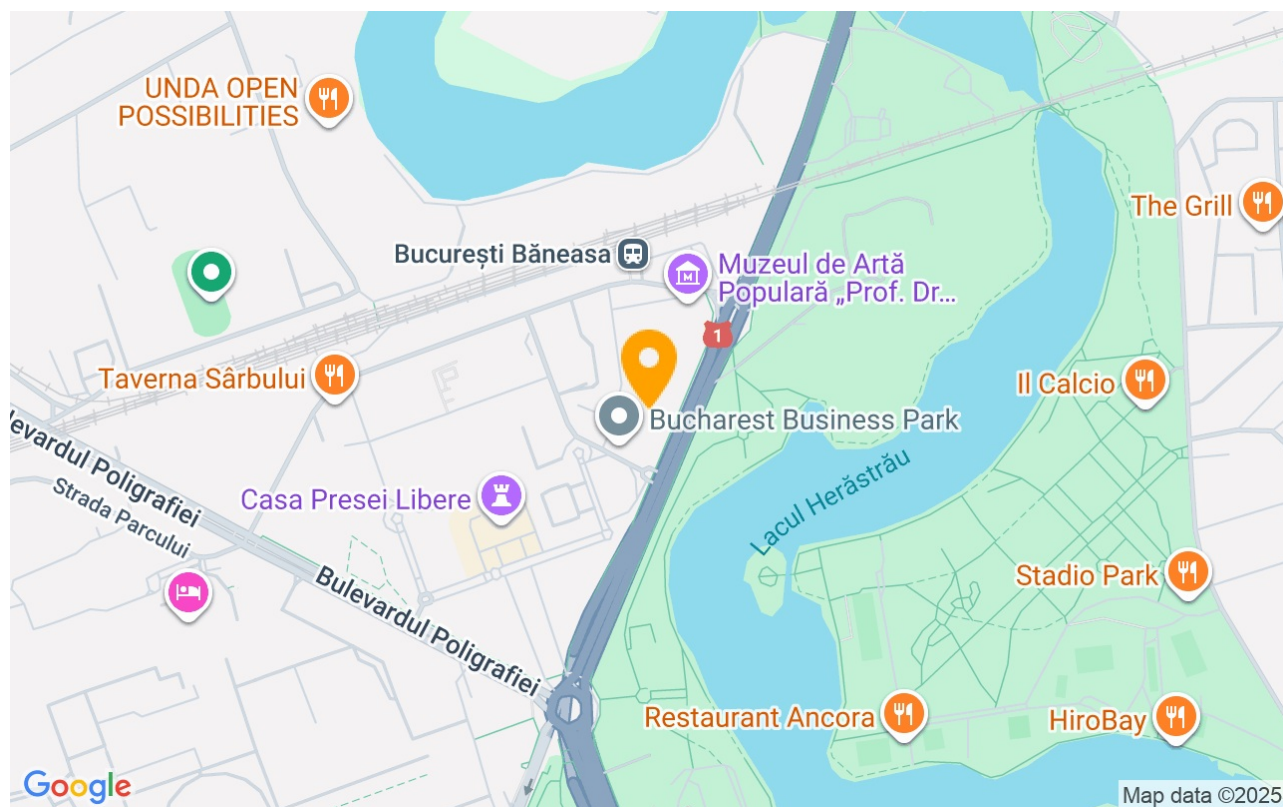 UNDA OPEN
POSSIBILITIES
The Grill
București Băneasa
Muzeul de Artă
Populară „Prof. Dr...
1
Taverna Sârbului
Il Calcio
Bucharest Business Park
Bulevardul Poligrafiei
Strada Parcului
Casa Presei Libere
Lacul Herăstrău
Stadio Park
Bulevardul Poligrafiei
Restaurant Ancora
HiroBay
Google
Map data ©2025